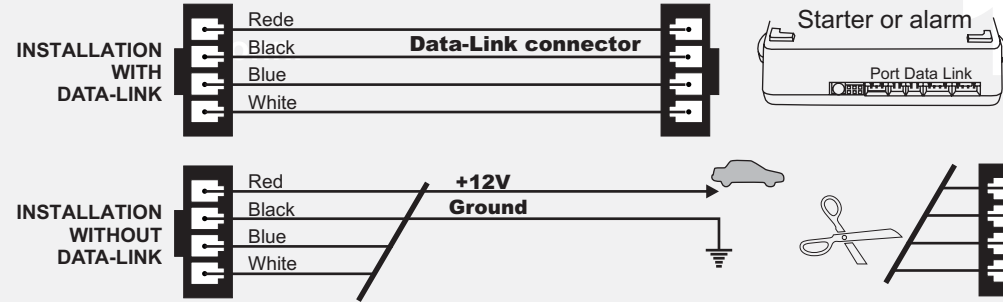 Rede
Black
Blue
White
INSTALLATION
WITH
DATA-LINK
Data-Link connector
Starter or alarm
Port Data Link
Red
Black
Blue
White
INSTALLATION
WITHOUT
DATA-LINK
+12V
Ground